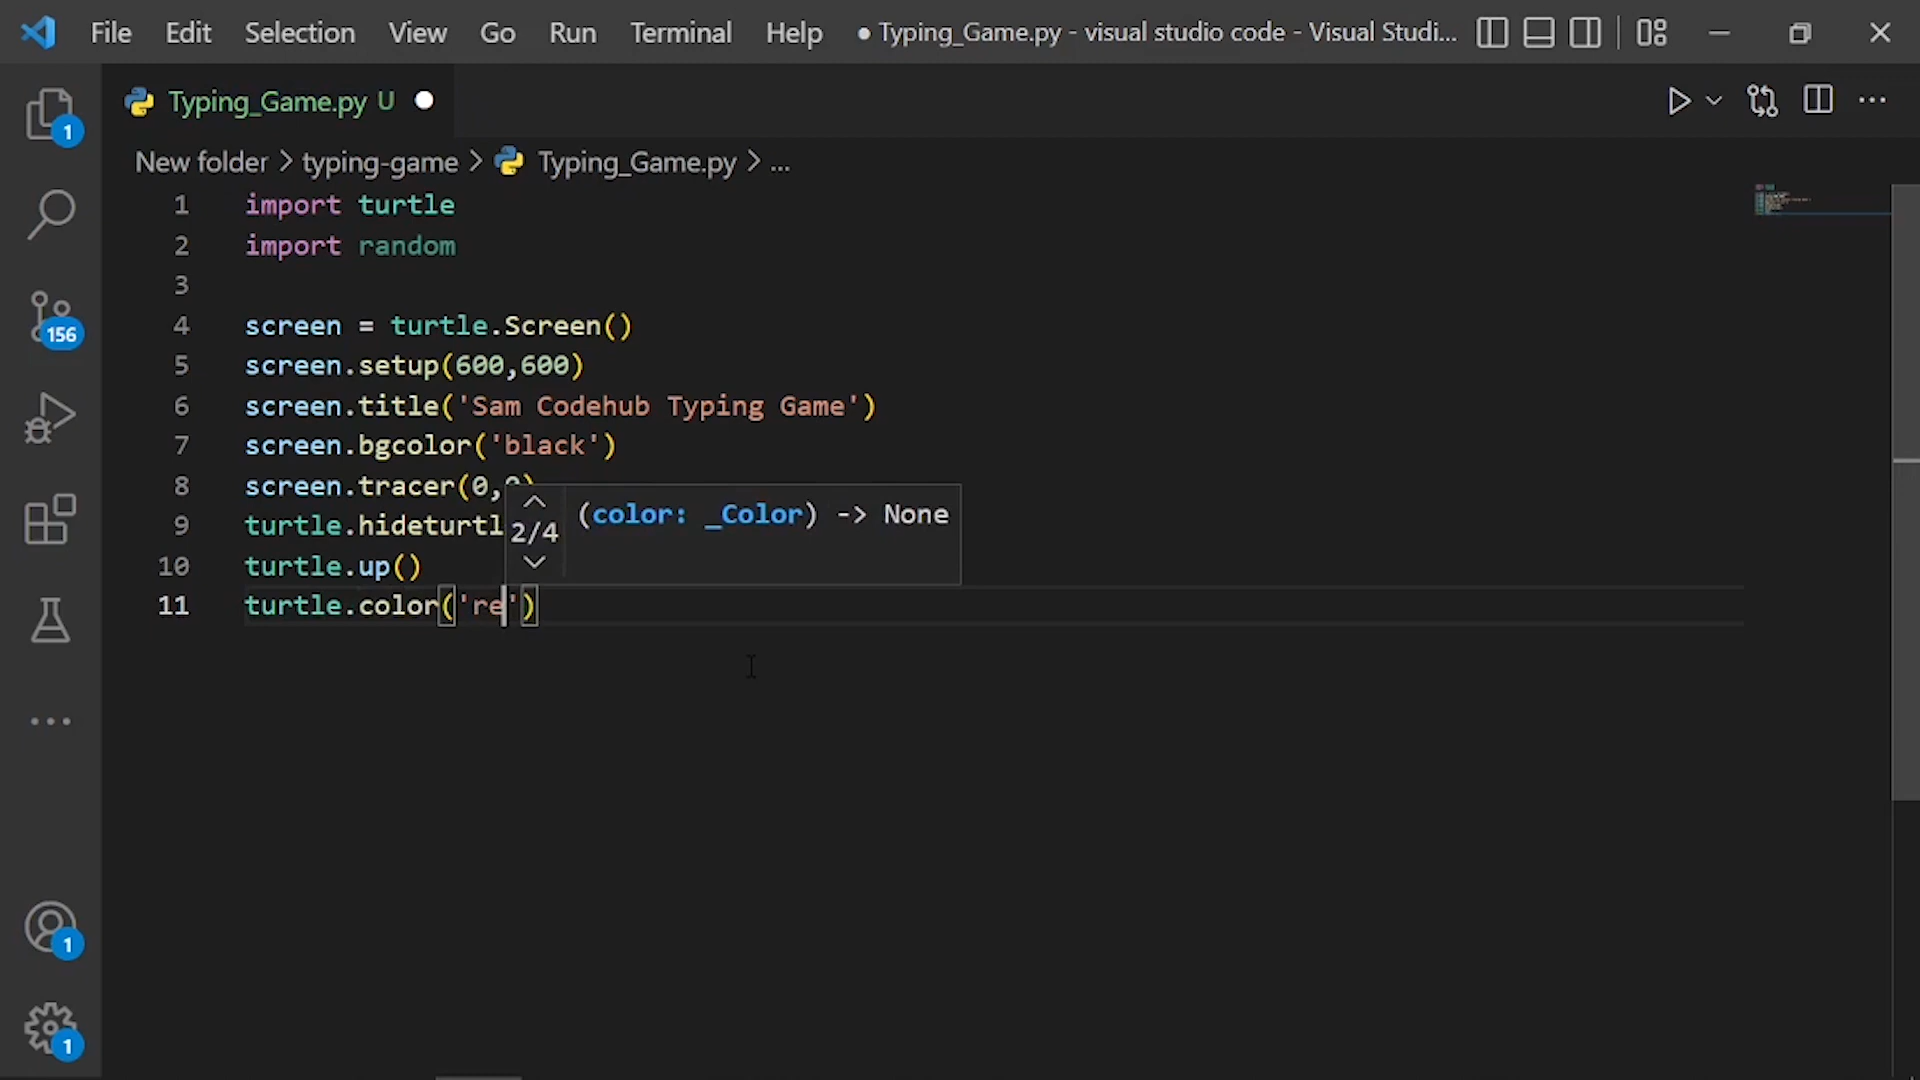 File Edit Selection View Go Run Terminal Help ● Typing_Game.py - visual studio code - Visual Studi...
Typing_Game.py U
New folder > typing-game > Typing_Game.py > ...
1 import turtle
2 import random
3
4 screen = turtle.Screen()
5 screen.setup(600,600)
6 screen.title('Sam Codehub Typing Game')
7 screen.bgcolor('black')
8 screen.tracer(0,
9 turtle.hideturtl
10 turtle.up()
11 turtle.color('re')
2/4 (color: _Color) -> None
1
156
1
1